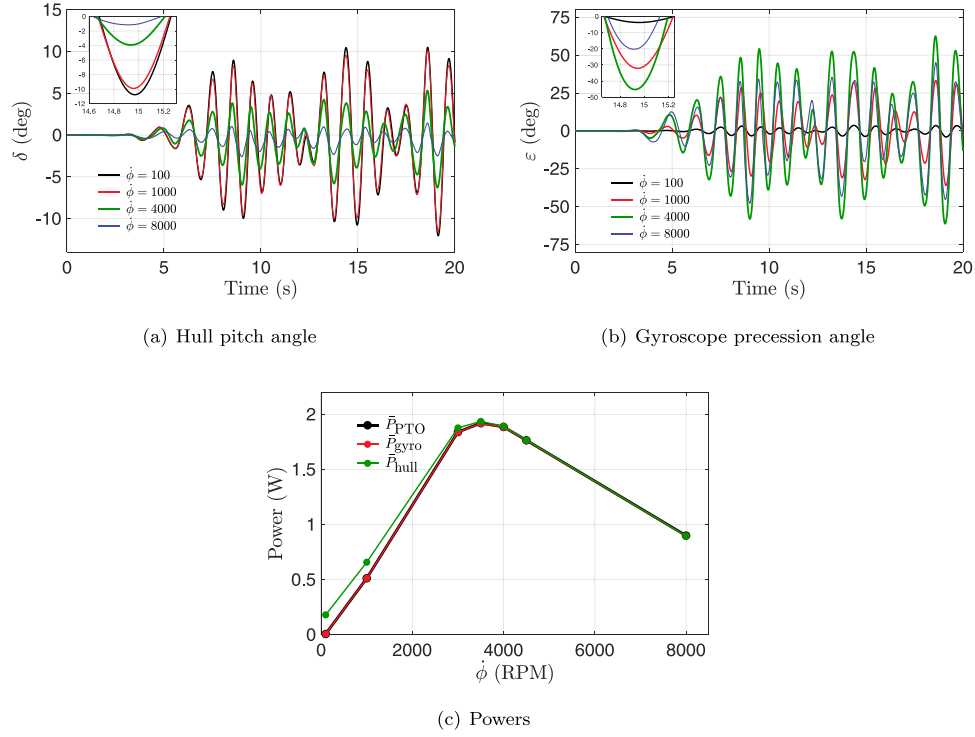 15
10
5
0
-5
-10
δ (deg)
0
-2
-4
-6
-8
-10
-12
14.6 14.8 15 15.2
φ̇ = 100
φ̇ = 1000
φ̇ = 4000
φ̇ = 8000
0 5 10 15 20
Time (s)
(a) Hull pitch angle
75
50
25
0
-25
-50
-75
ε (deg)
0
-10
-20
-30
-40
-50
14.6 14.8 15 15.2
φ̇ = 100
φ̇ = 1000
φ̇ = 4000
φ̇ = 8000
0 5 10 15 20
Time (s)
(b) Gyroscope precession angle
2
1.5
1
0.5
0
Power (W)
P̄PTO
P̄gyro
P̄hull
0 2000 4000 6000 8000
φ̇ (RPM)
(c) Powers